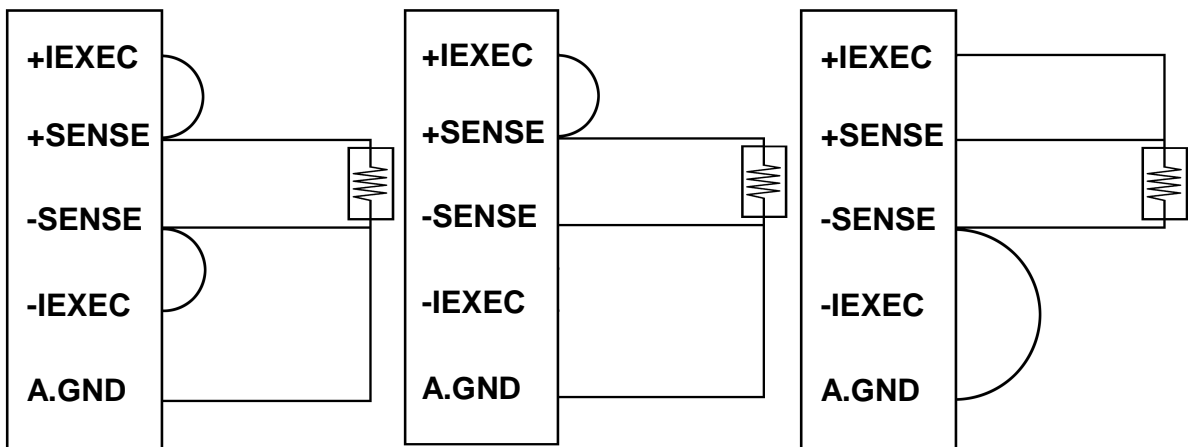 +IEXEC
+SENSE
-SENSE
-IEXEC
A.GND
+IEXEC
+SENSE
-SENSE
-IEXEC
A.GND
+IEXEC
+SENSE
-SENSE
-IEXEC
A.GND